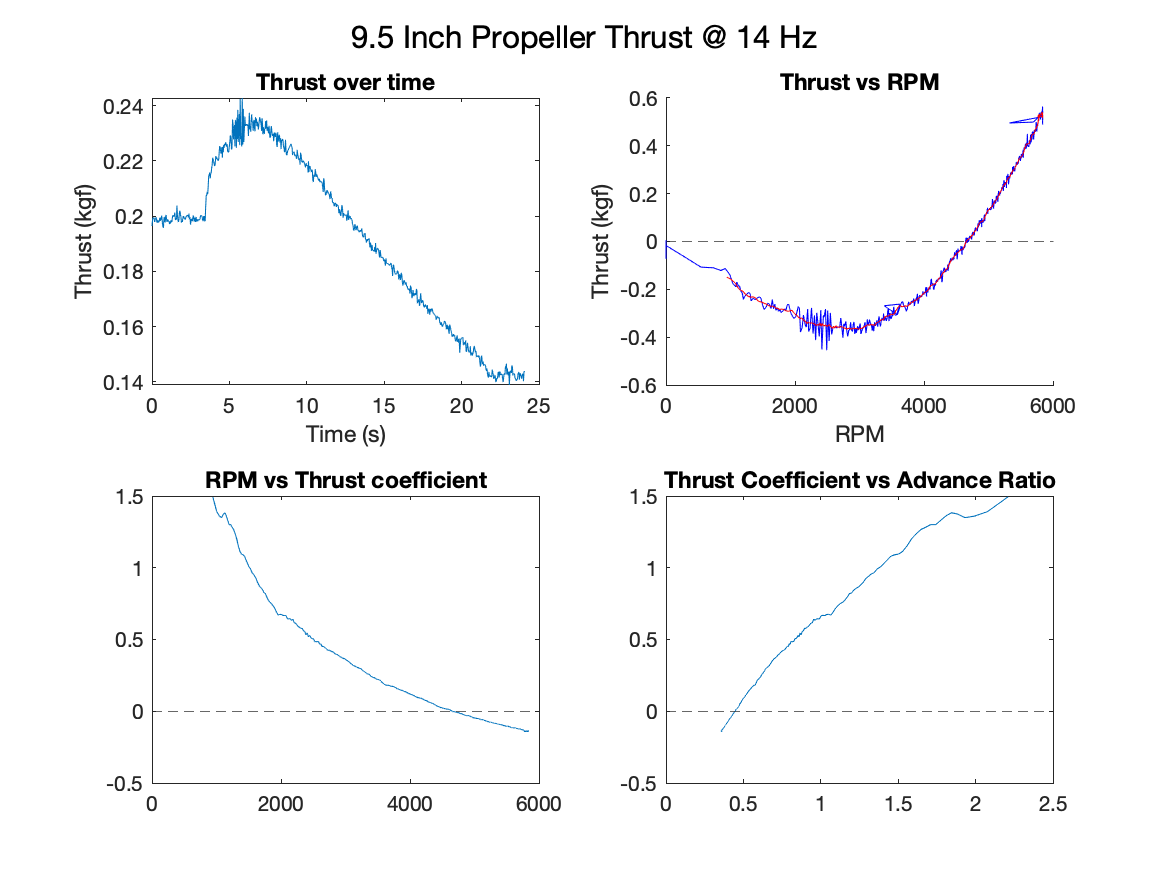 9.5 Inch Propeller Thrust @ 14 Hz
Thrust over time
Thrust (kgf)
0.24
0.22
0.2
0.18
0.16
0.14
0 5 10 15 20 25
Time (s)
Thrust vs RPM
Thrust (kgf)
0.6
0.4
0.2
0
-0.2
-0.4
-0.6
0 2000 4000 6000
RPM
RPM vs Thrust coefficient
1.5
1
0.5
0
-0.5
0 2000 4000 6000
Thrust Coefficient vs Advance Ratio
1.5
1
0.5
0
-0.5
0 0.5 1 1.5 2 2.5